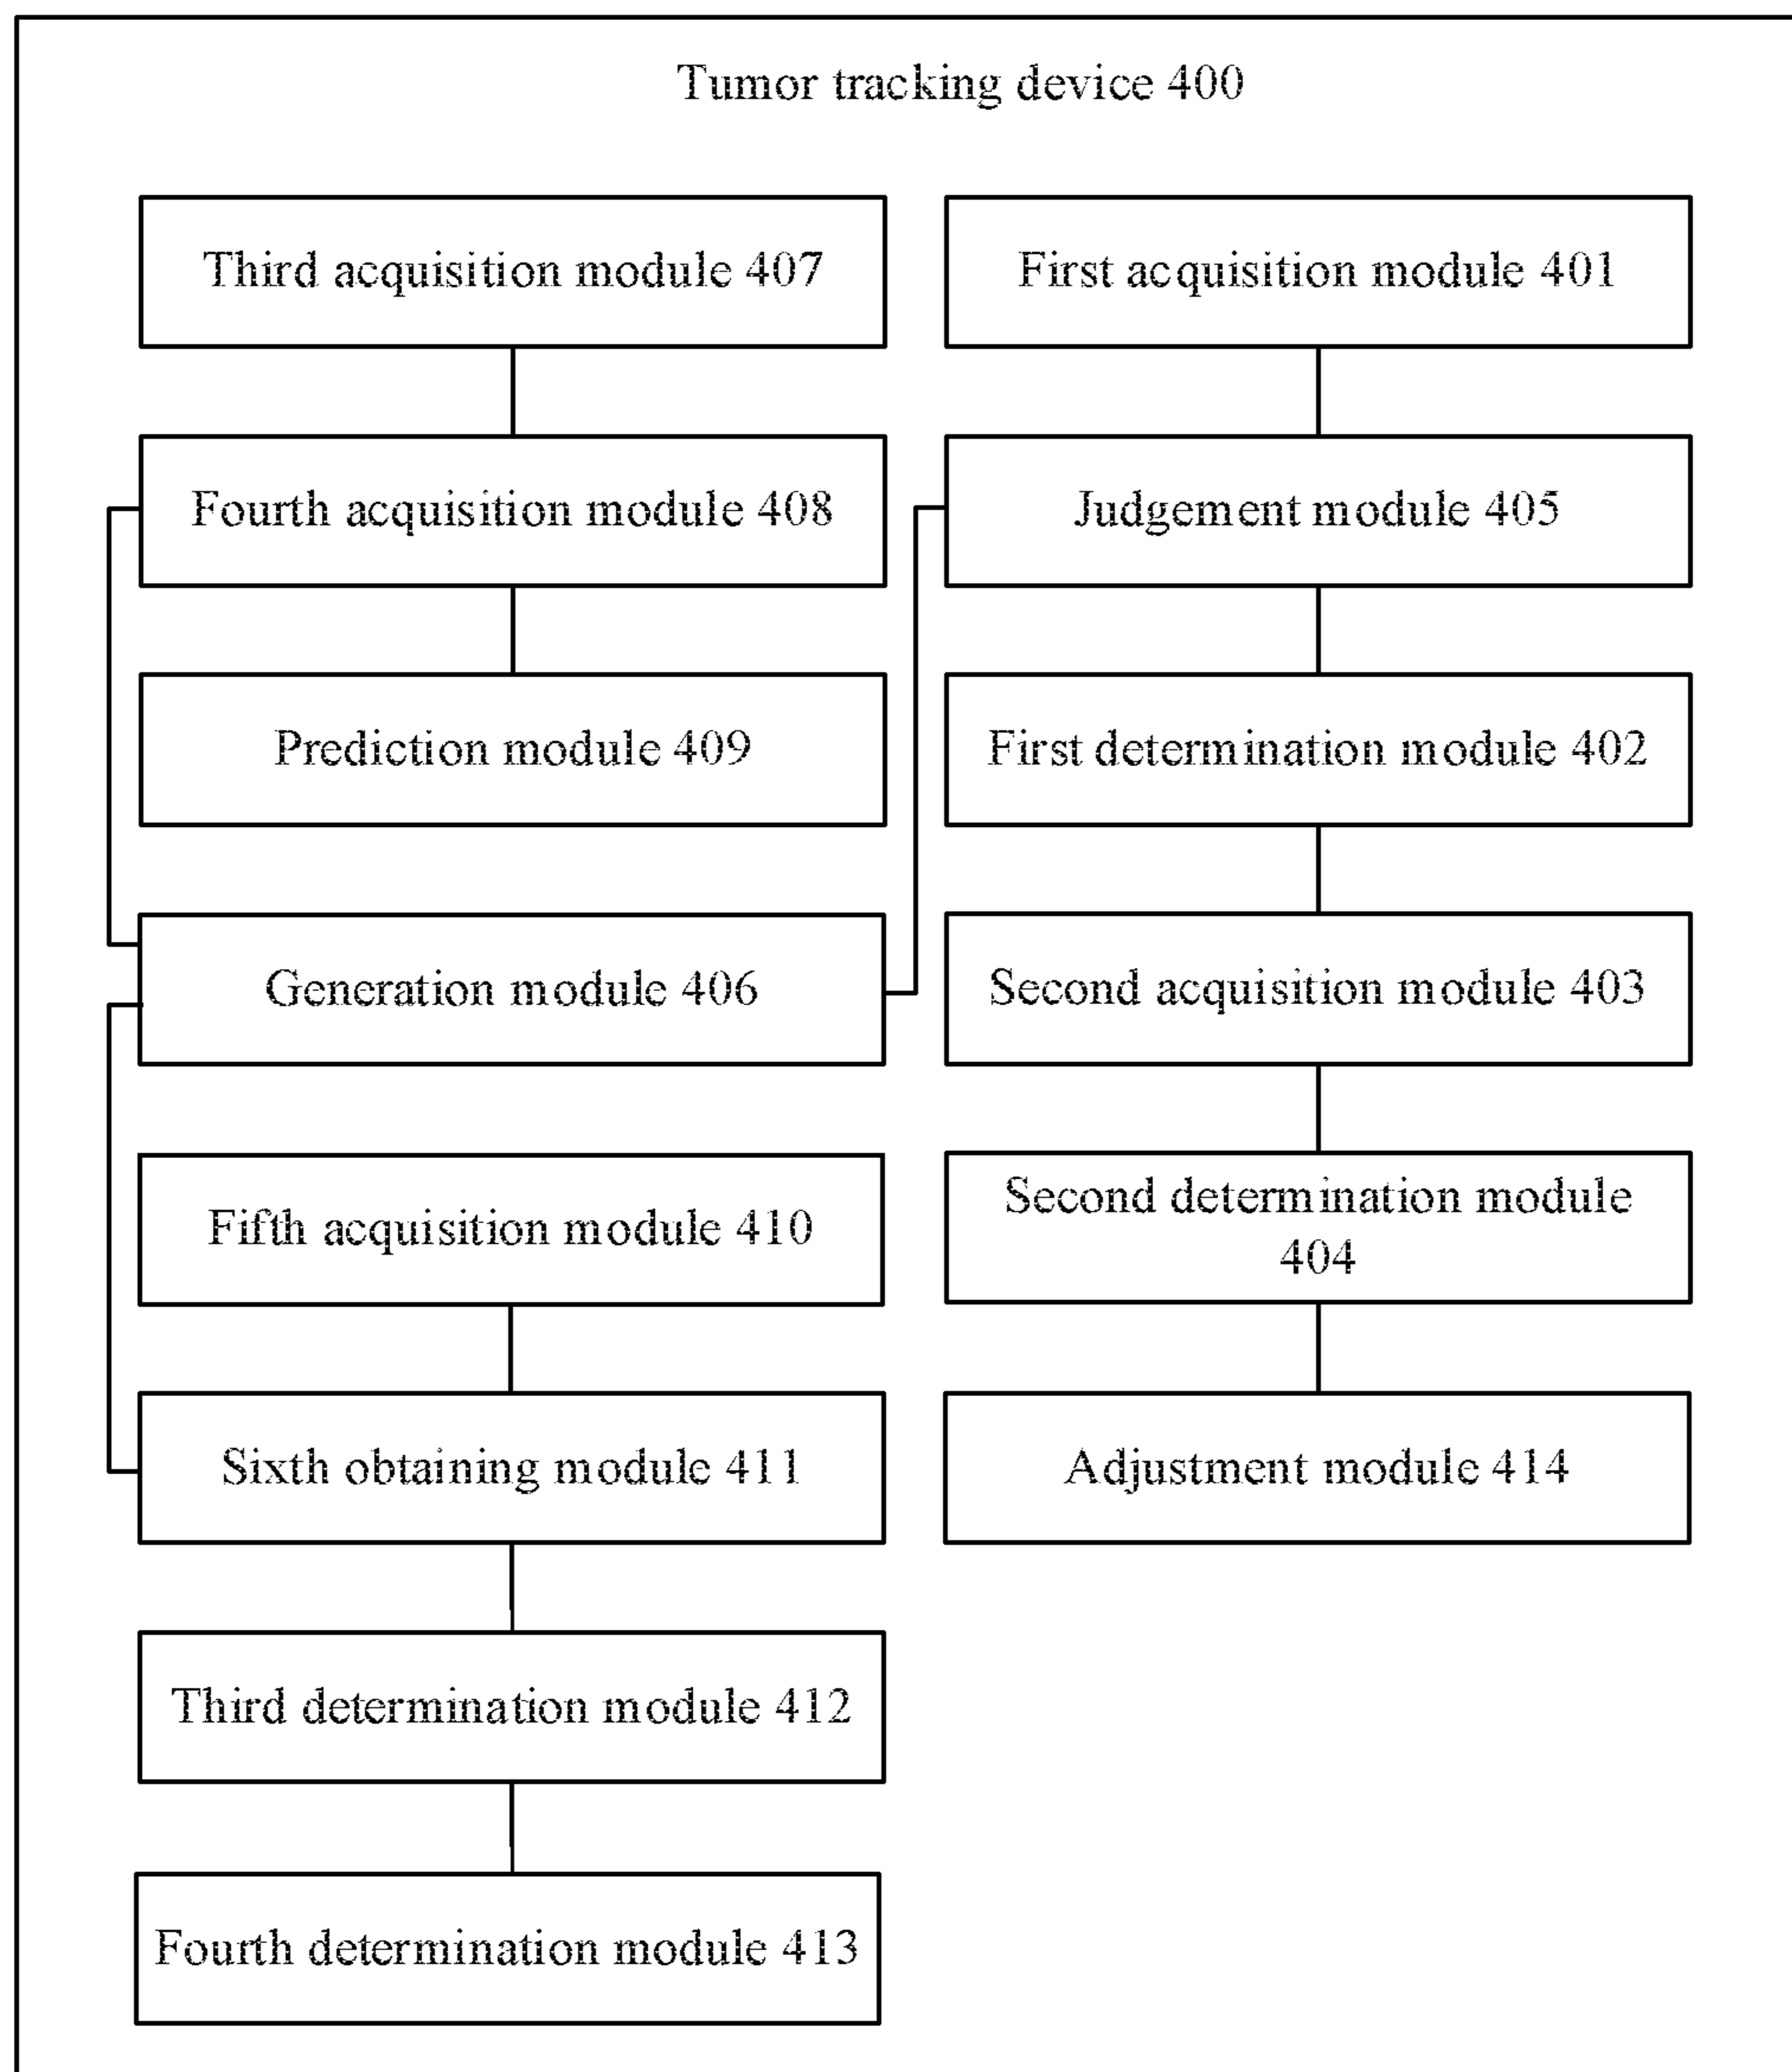 Tumor tracking device 400
Third acquisition module 407
First acquisition module 401
Fourth acquisition module 408
Judgement module 405
Prediction module 409
First determination module 402
Generation module 406
Second acquisition module 403
Fifth acquisition module 410
Second determination module
404
Sixth obtaining module 411
Adjustment module 414
Third determination module 412
Fourth determination module 413